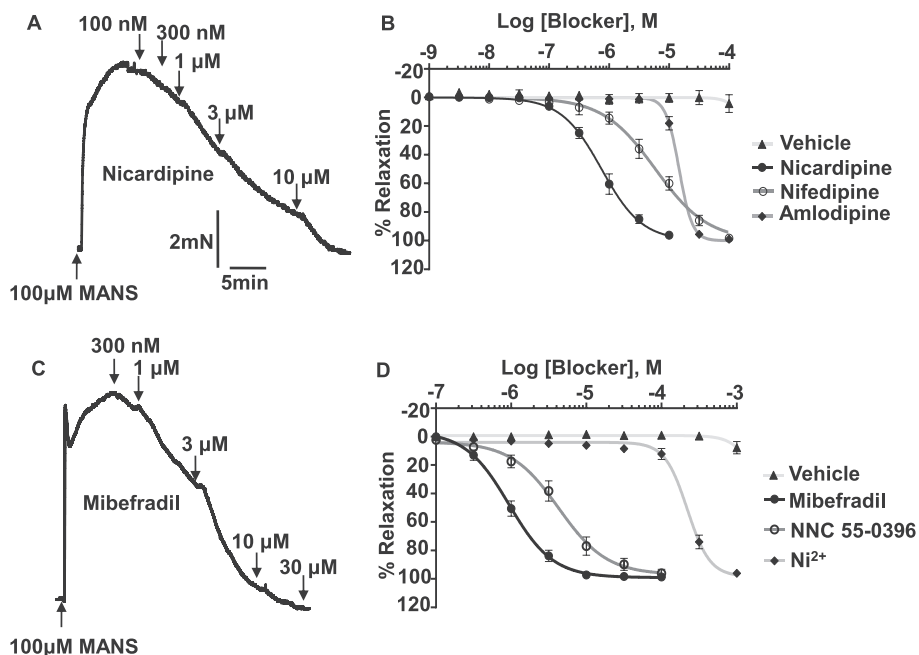 A
100 nM
300 nM
1 µM
3 µM
10 µM
Nicardipine
2mN
5min
100µM MANS
B
Log [Blocker], M
-9 -8 -7 -6 -5 -4
-20
0
20
40
60
80
100
120
% Relaxation
Vehicle
Nicardipine
Nifedipine
Amlodipine
C
300 nM
1 µM
3 µM
10 µM
30 µM
Mibefradil
100µM MANS
D
Log [Blocker], M
-7 -6 -5 -4 -3
-20
0
20
40
60
80
100
120
% Relaxation
Vehicle
Mibefradil
NNC 55-0396
Ni²⁺